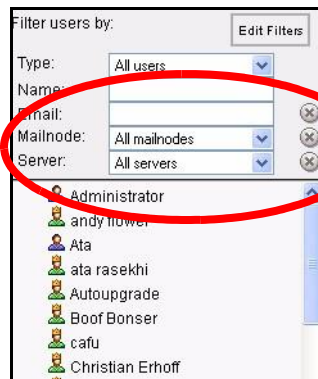 Filter users by:
Edit Filters
Type: All users
Name:
Email:
Mailnode: All mailnodes
Server: All servers
Administrator
andy flower
Ata
ata rasekhi
Autoupgrade
Boof Bonser
cafu
Christian Erhoff